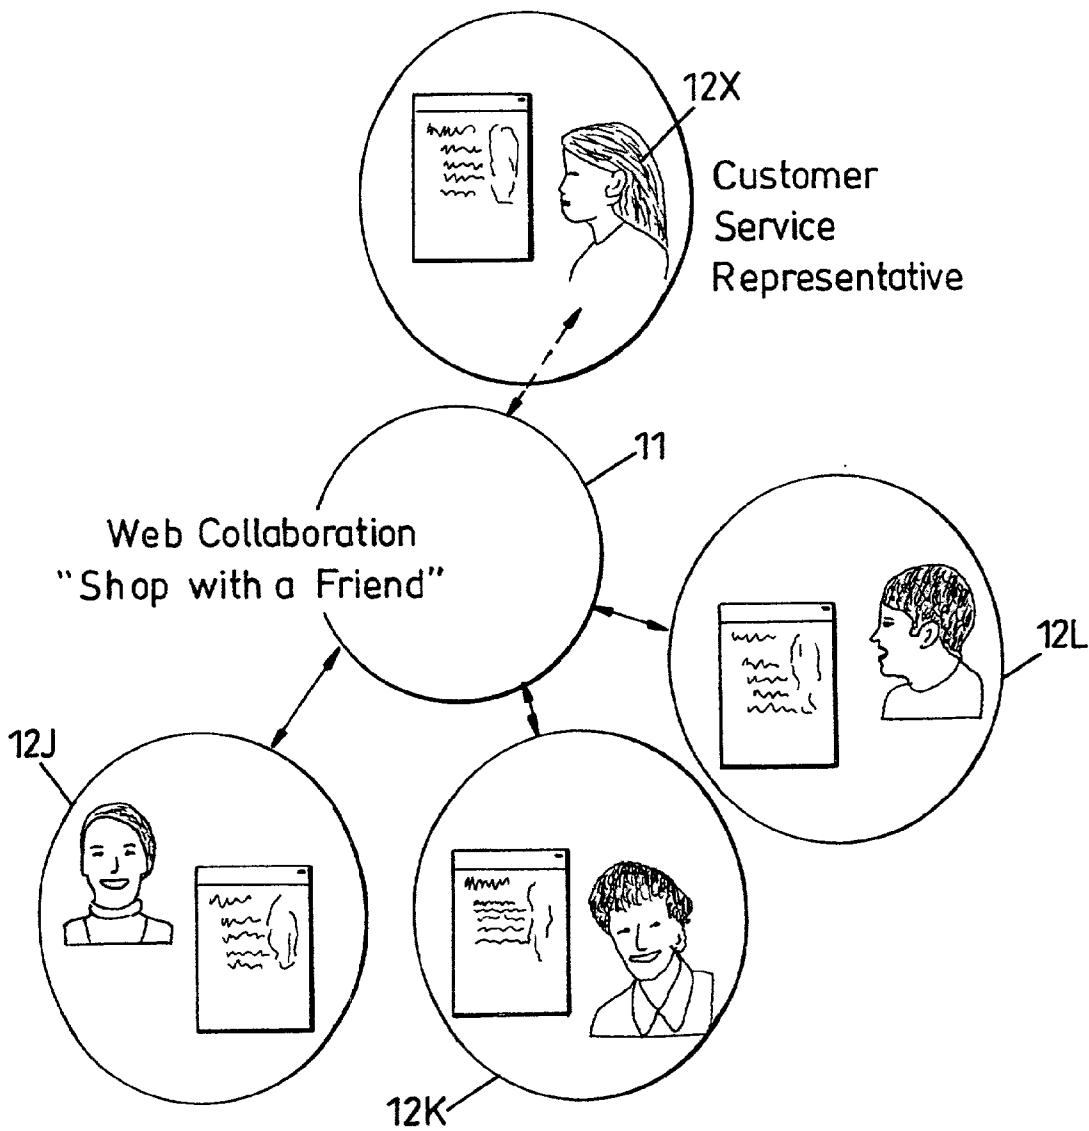 12X
Customer
Service
Representative
11
Web Collaboration
"Shop with a Friend"
12L
12J
12K